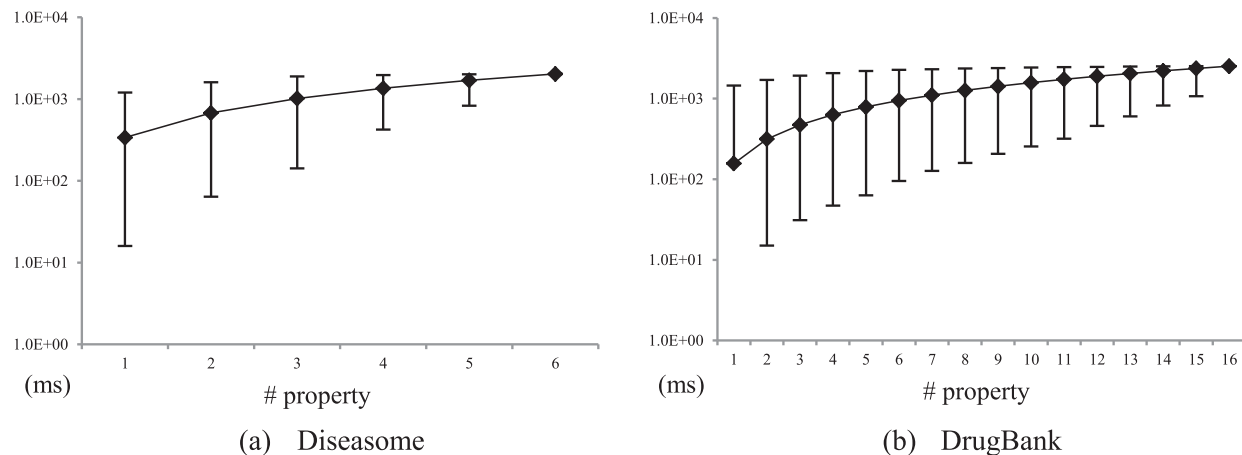 1.0E+04
1.0E+03
1.0E+02
1.0E+01
1.0E+00
1 2 3 4 5 6
(ms)
# property
(a) Diseasome
1.0E+04
1.0E+03
1.0E+02
1.0E+01
1.0E+00
1 2 3 4 5 6 7 8 9 10 11 12 13 14 15 16
(ms)
# property
(b) DrugBank